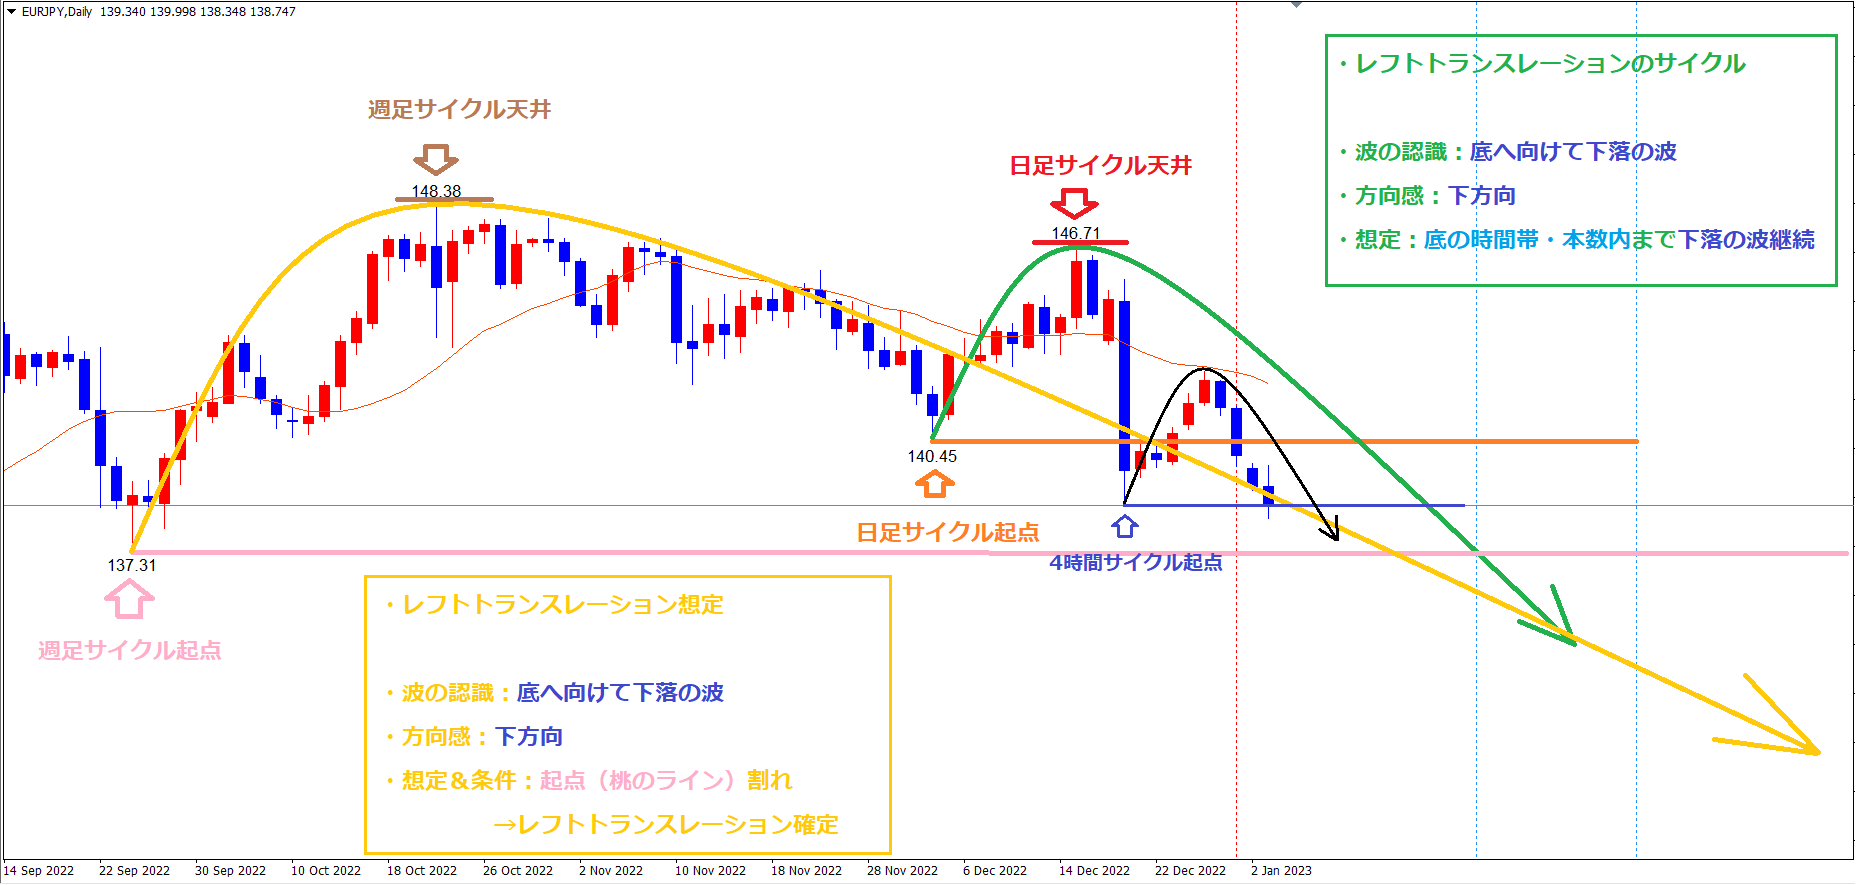 EURJPY,Daily 139.340 139.998 138.348 138.747
・レフトトランスレーションのサイクル
・波の認識：底へ向けて下落の波
・方向感：下方向
・想定：底の時間帯・本数内まで下落の波継続
週足サイクル天井
148.38
日足サイクル天井
146.71
140.45
日足サイクル起点
4時間サイクル起点
137.31
週足サイクル起点
・レフトトランスレーション想定
・波の認識：底へ向けて下落の波
・方向感：下方向
・想定＆条件：起点（桃のライン）割れ
→レフトトランスレーション確定
14 Sep 2022 22 Sep 2022 30 Sep 2022 10 Oct 2022 18 Oct 2022 26 Oct 2022 2 Nov 2022 10 Nov 2022 18 Nov 2022 28 Nov 2022 6 Dec 2022 14 Dec 2022 22 Dec 2022 2 Jan 2023